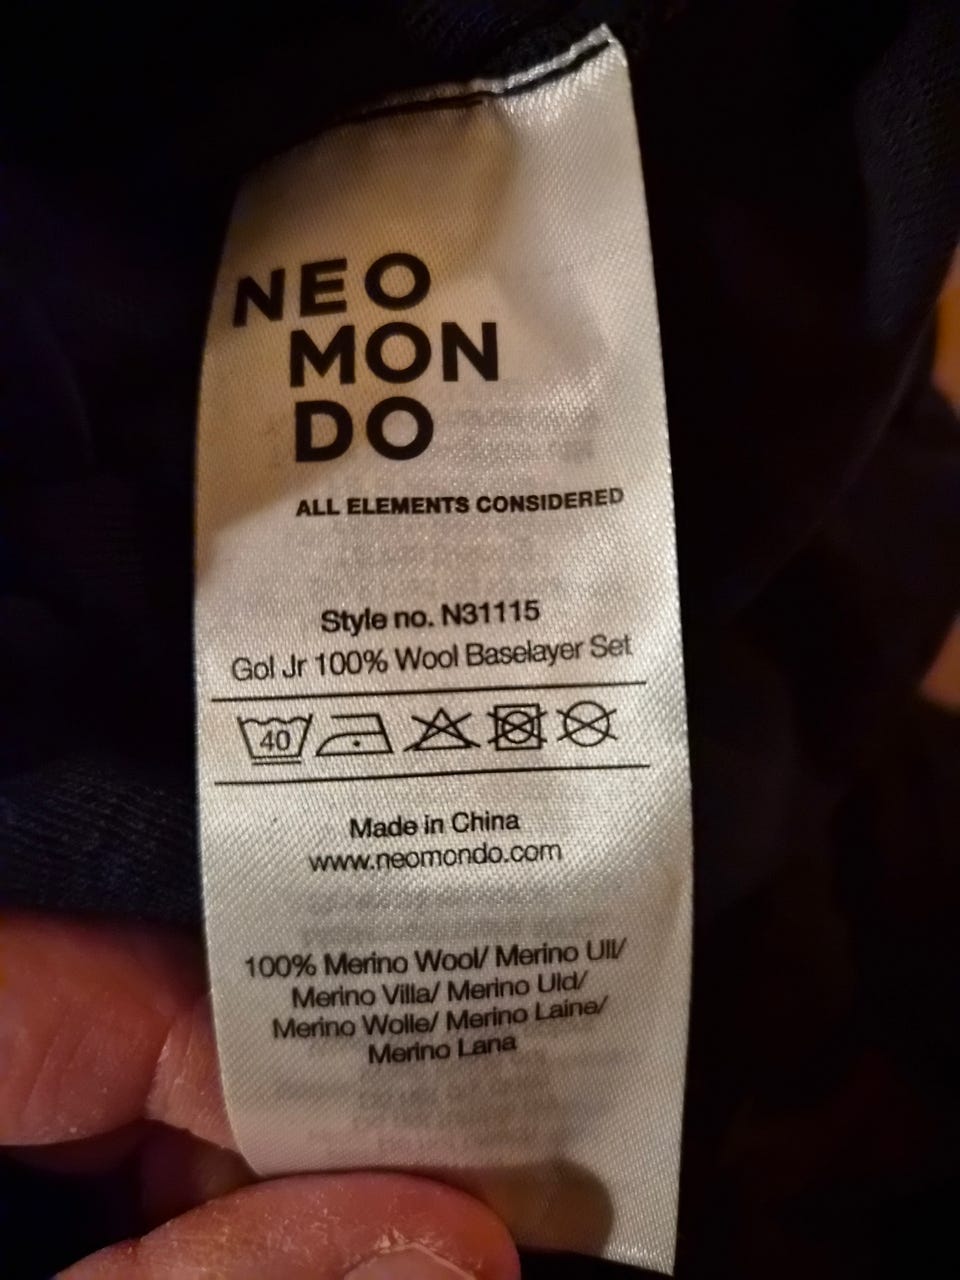 NEO
MON
DO
ALL ELEMENTS CONSIDERED
Style no. N31115
Gol Jr 100% Wool Baselayer Set
40
Made in China
www.neomondo.com
100% Merino Wool/ Merino Ull/
Merino Villa/ Merino Uld/
Merino Wolle/ Merino Laine/
Merino Lana